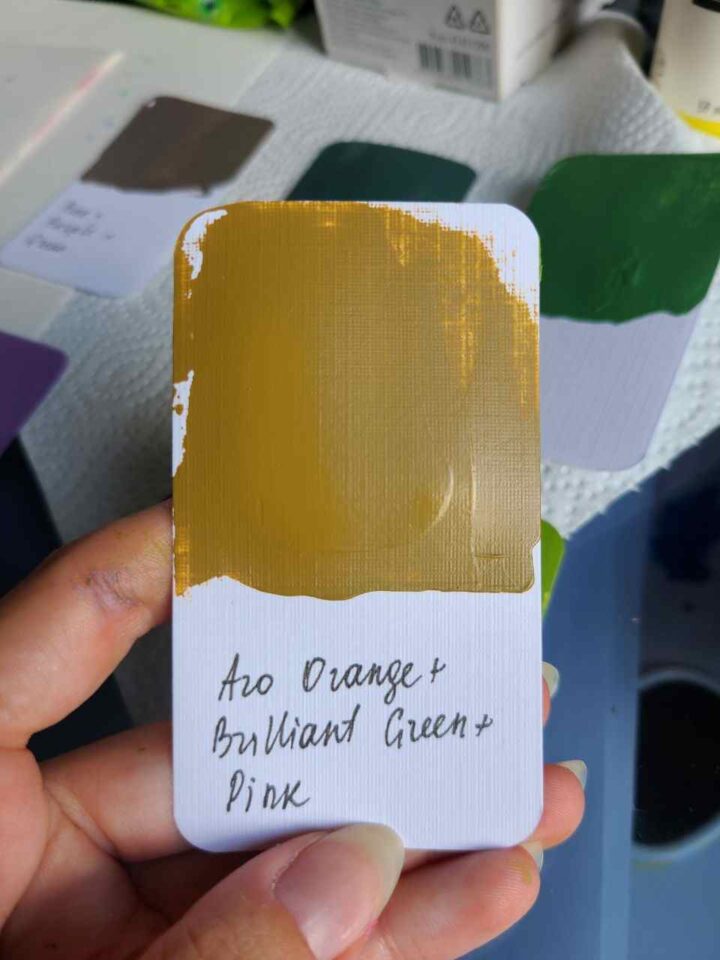 Azo Orange +
Brilliant Green +
Pink